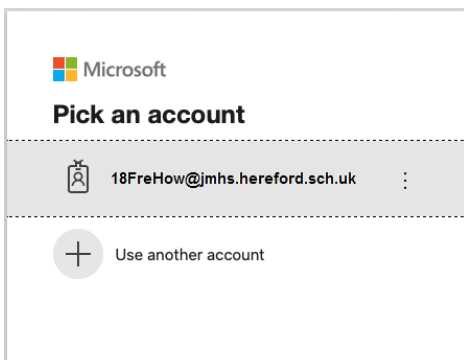 Microsoft
Pick an account
18FreHow@jmhs.hereford.sch.uk
Use another account